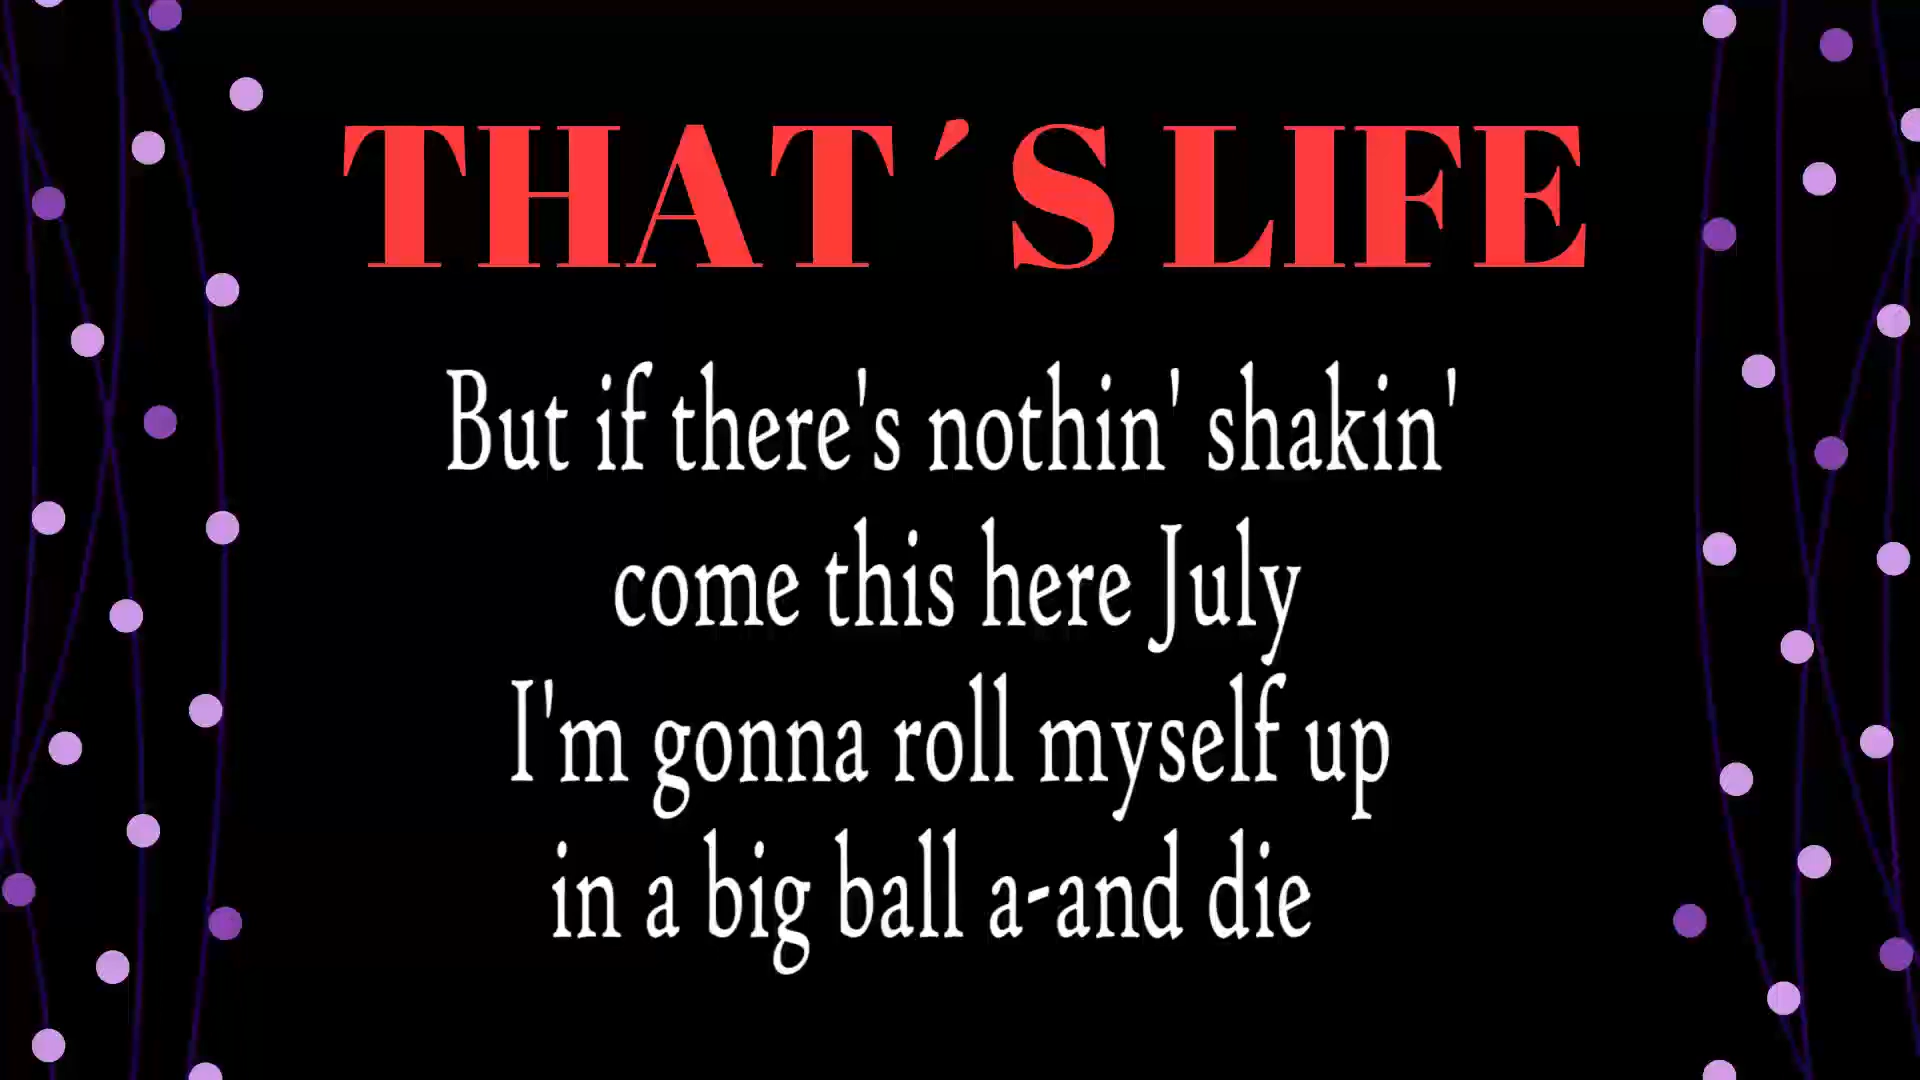 THAT´S LIFE
But if there's nothin' shakin'
come this here July
I'm gonna roll myself up
in a big ball a-and die